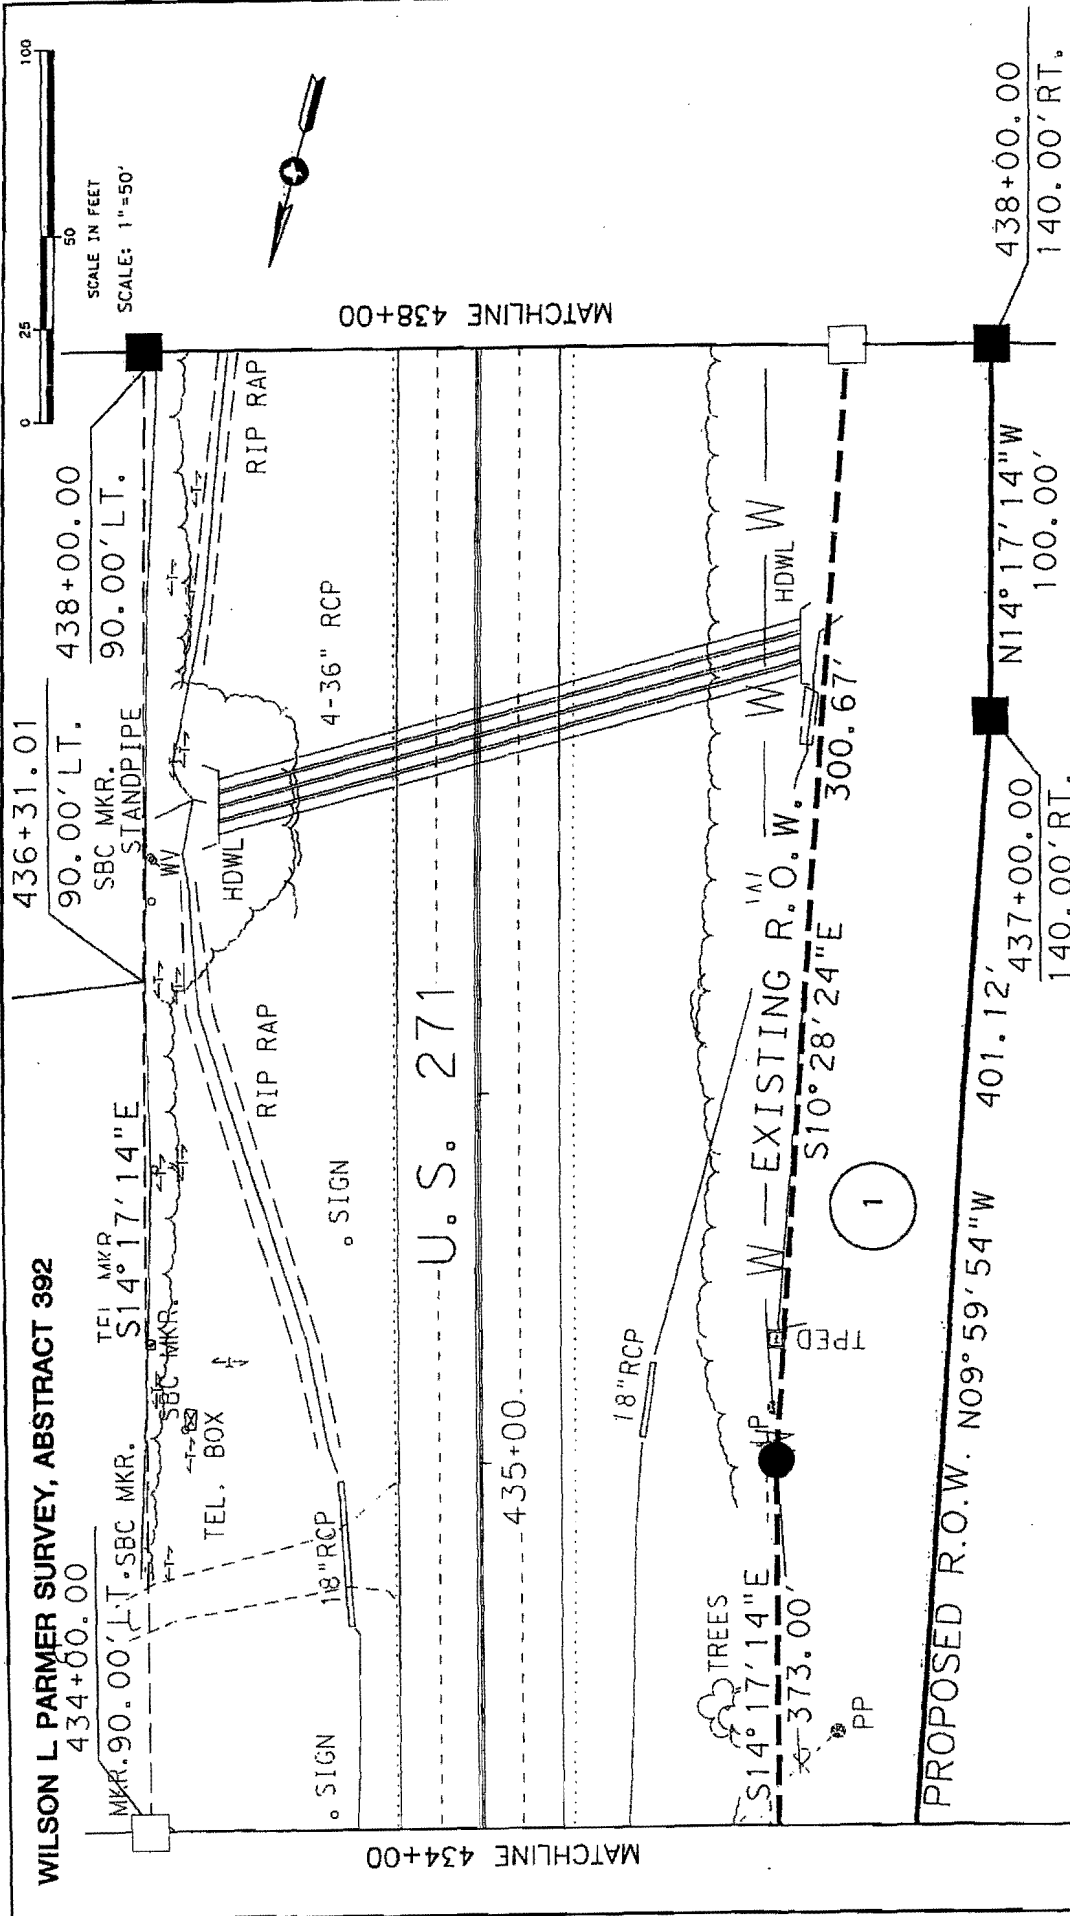 WILSON L PARMER SURVEY, ABSTRACT 392
0
25
50
100
SCALE IN FEET
SCALE: 1"=50'
434+00.00
90.00'LT.
MKR.
SBC MKR.
436+31.01
90.00'LT.
SBC MKR.
STANDPIPE
438+00.00
90.00'LT.
TEL MKR
S14°17'14"E
SBC MKR.
TEL. BOX
WV
HDWL
RIP RAP
RIP RAP
4-36" RCP
18"RCP
SIGN
SIGN
U.S. 271
435+00
MATCHLINE 434+00
MATCHLINE 438+00
18"RCP
TREES
HP
TPED
W
W
W
W
HDWL
EXISTING R.O.W.
S14°17'14"E
373.00'
PP
S10°28'24"E
300.67'
1
PROPOSED R.O.W.
N09°59'54"W
401.12'
437+00.00
140.00'RT.
N14°17'14"W
100.00'
438+00.00
140.00'RT.